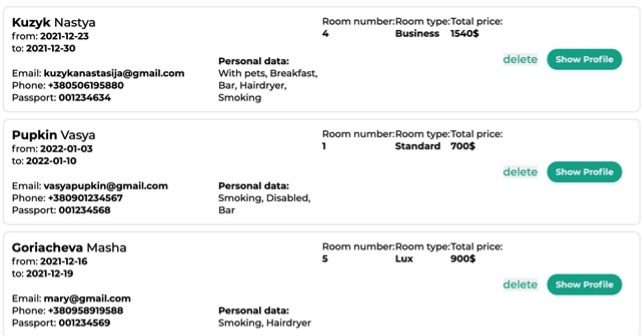 Kuzyk Nastya
from: 2021-12-23
to: 2021-12-30
Email: kuzykanastasija@gmail.com
Phone: +380506195880
Passport: 001234634
Personal data:
With pets, Breakfast,
Bar, Hairdryer,
Smoking
Room number: Room type: Total price:
4 Business 1540$
delete Show Profile
Pupkin Vasya
from: 2022-01-03
to: 2022-01-10
Email: vasyapupkin@gmail.com
Phone: +380901234567
Passport: 001234568
Personal data:
Smoking, Disabled,
Bar
Room number: Room type: Total price:
1 Standard 700$
delete Show Profile
Goriacheva Masha
from: 2021-12-16
to: 2021-12-19
Email: mary@gmail.com
Phone: +380958919588
Passport: 001234569
Personal data:
Smoking, Hairdryer
Room number: Room type: Total price:
5 Lux 900$
delete Show Profile